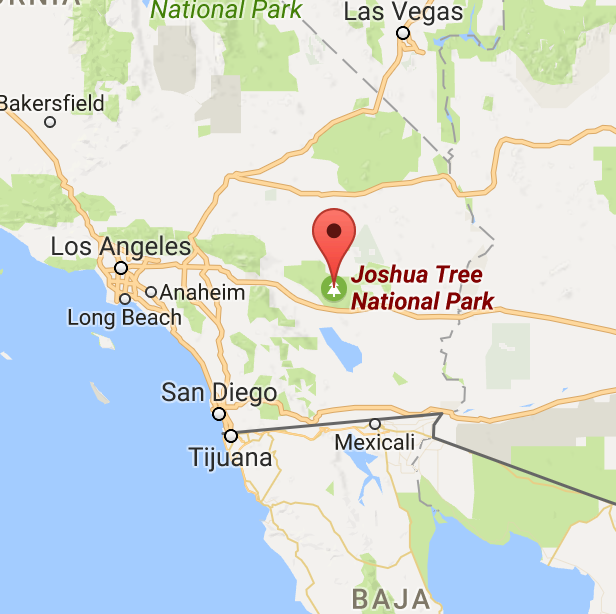 National Park
Las Vegas
Bakersfield
Los Angeles
Anaheim
Long Beach
Joshua Tree
National Park
San Diego
Tijuana
Mexicali
BAJA